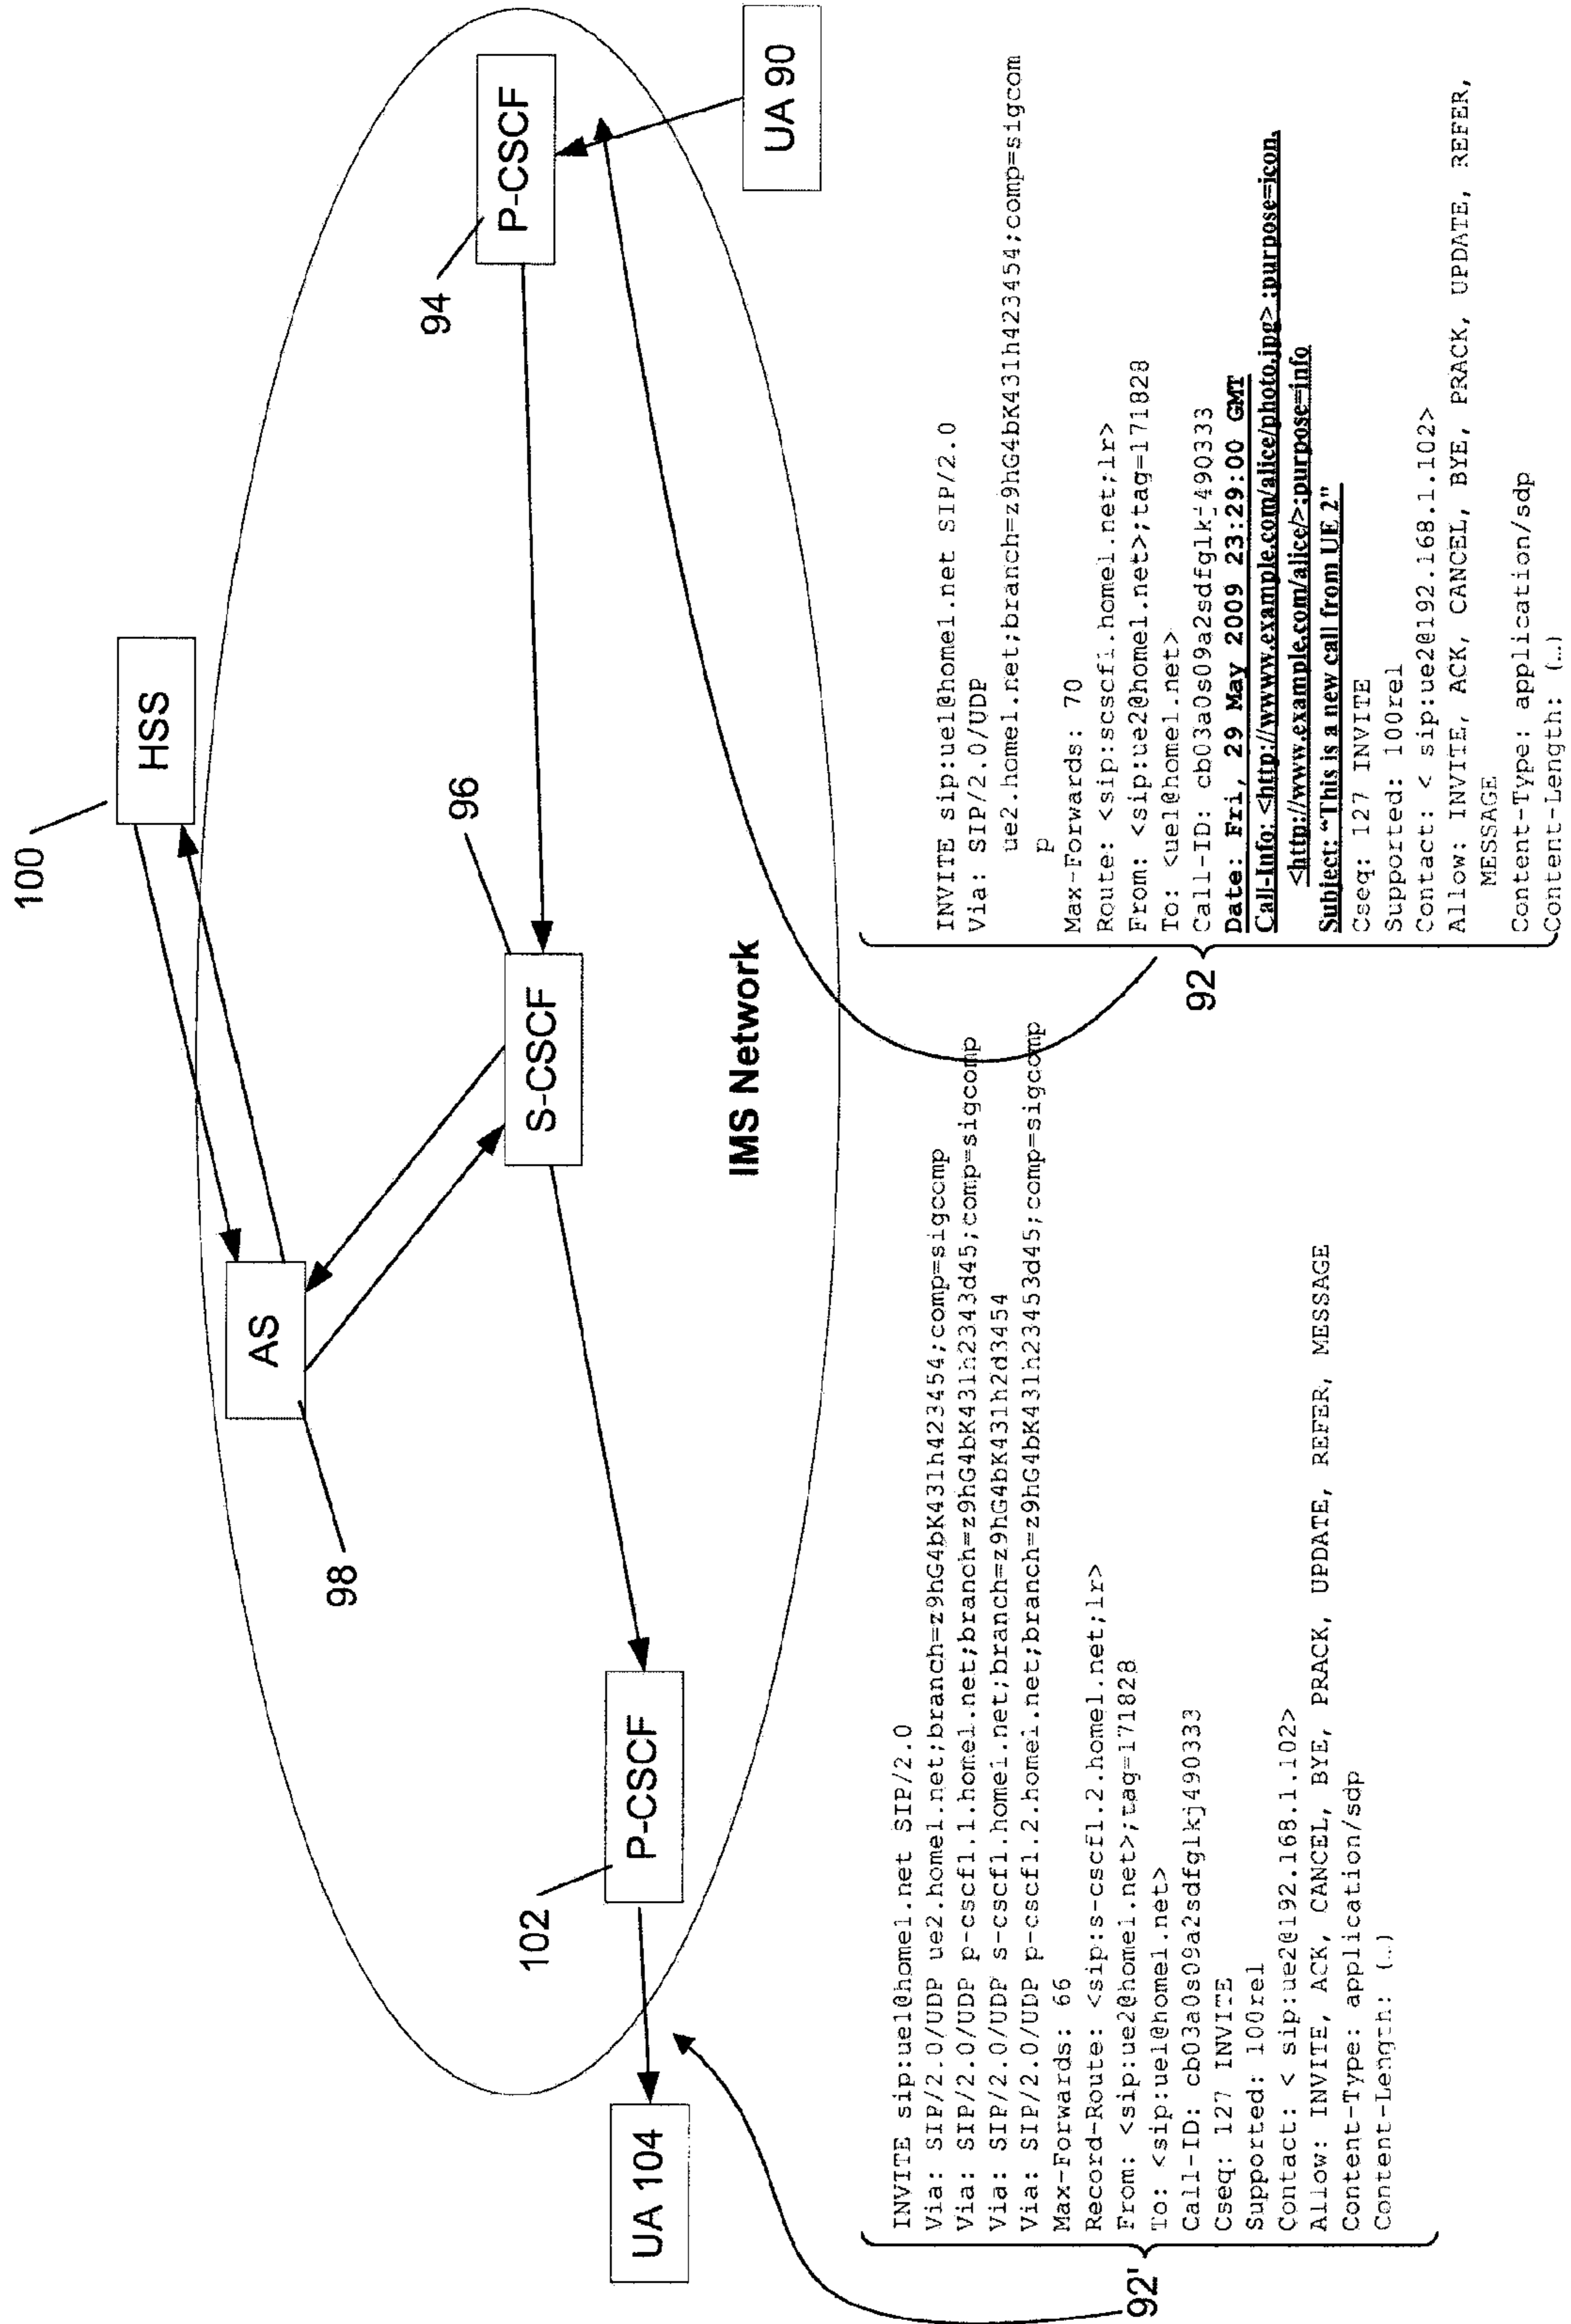 100
HSS
AS
98
96
S-CSCF
94
P-CSCF
102
P-CSCF
UA 104
UA 90
IMS Network
92'
INVITE sip:ue1@home1.net SIP/2.0
Via: SIP/2.0/UDP ue2.home1.net;branch=z9hG4bK431h423454;comp=sigcomp
Via: SIP/2.0/UDP p-cscf1.1.home1.net;branch=z9hG4bK431h2343d45;comp=sigcomp
Via: SIP/2.0/UDP s-cscf1.home1.net;branch=z9hG4bK431h2d3454
Via: SIP/2.0/UDP p-cscf1.2.home1.net;branch=z9hG4bK431h23453d45;comp=sigcomp
Max-Forwards: 66
Record-Route: <sip:s-cscf1.2.home1.net;lr>
From: <sip:ue2@home1.net>;tag=171828
To: <sip:ue1@home1.net>
Call-ID: cb03a0s09a2sdfglkj490333
Cseq: 127 INVITE
Supported: 100rel
Contact: < sip:ue2@192.168.1.102>
Allow: INVITE, ACK, CANCEL, BYE, PRACK, UPDATE, REFER, MESSAGE
Content-Type: application/sdp
Content-Length: (…)
92
INVITE sip:ue1@home1.net SIP/2.0
Via: SIP/2.0/UDP
ue2.home1.net;branch=z9hG4bK431h423454;comp=sigcom
p
Max-Forwards: 70
Route: <sip:scscf1.home1.net;lr>
From: <sip:ue2@home1.net>;tag=171828
To: <ue1@home1.net>
Call-ID: cb03a0s09a2sdfglkj490333
Date: Fri, 29 May 2009 23:29:00 GMT
Call-Info: <http://wwww.example.com/alice/photo.jpg> ;purpose=icon,
<http://www.example.com/alice/>;purpose=info
Subject: "This is a new call from UE 2"
Cseq: 127 INVITE
Supported: 100rel
Contact: < sip:ue2@192.168.1.102>
Allow: INVITE, ACK, CANCEL, BYE, PRACK, UPDATE, REFER,
MESSAGE
Content-Type: application/sdp
Content-Length: (…)